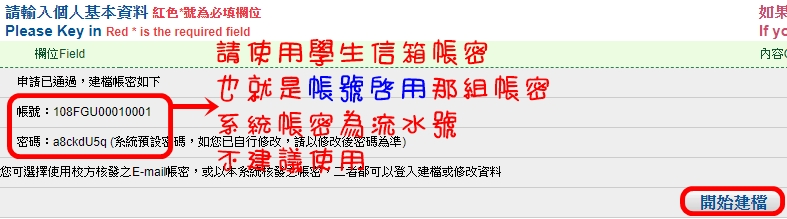 請輸入個人基本資料 紅色*號為必填欄位
如果
Please Key in Red * is the required field
If yo
欄位Field
內容C
請使用學生信箱帳密
申請已通過，建檔帳密如下
也就是帳號啓用那組帳密
帳號：108FGU00010001
系統帳密為流水號
密碼：a8ckdU5q (系統預設密碼，如您已自行修改，請以修改後密碼為準)
不建議使用
您可選擇使用校方核發之E-mail帳密，或以本系統核發之帳密，二者都可以登入建檔或修改資料
開始建檔